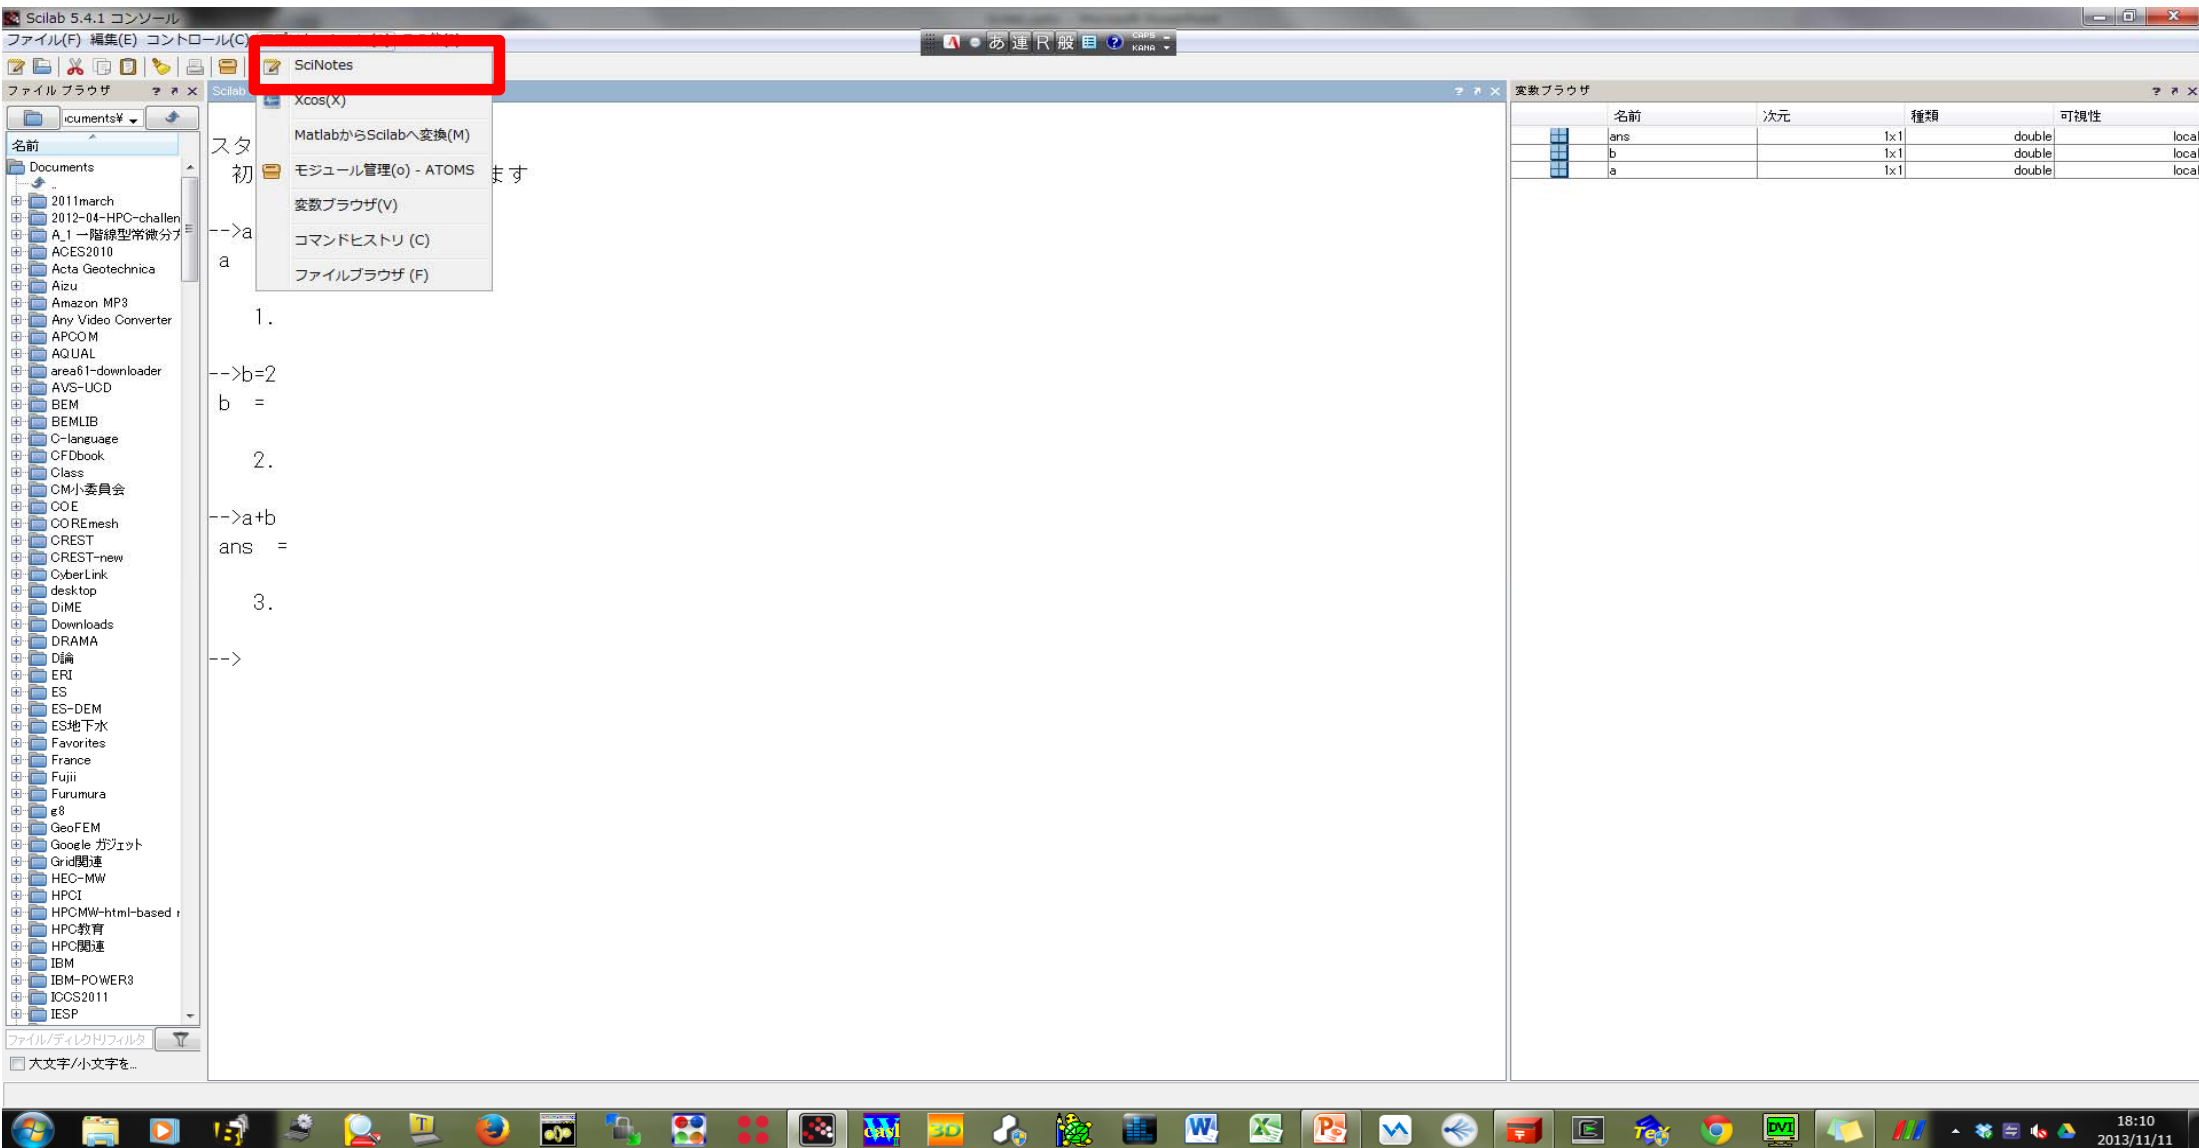 Scilab 5.4.1 コンソール
ファイル(F) 編集(E) コントロール(C)
あ 連 R 般 CAPS KANA
SciNotes
Xcos(X)
MatlabからScilabへ変換(M)
モジュール管理(o) - ATOMS
変数ブラウザ(V)
コマンドヒストリ (C)
ファイルブラウザ (F)
ファイル ブラウザ ? × 
cuments¥
名前
Documents
..
2011march
2012-04-HPC-challen
A_1 一階線型常微分方
ACES2010
Acta Geotechnica
Aizu
Amazon MP3
Any Video Converter
APCOM
AQUAL
area61-downloader
AVS-UCD
BEM
BEMLIB
C-language
CFDbook
Class
CM小委員会
COE
COREmesh
CREST
CREST-new
CyberLink
desktop
DiME
Downloads
DRAMA
D論
ERI
ES
ES-DEM
ES地下水
Favorites
France
Fujii
Furumura
g8
GeoFEM
Google ガジェット
Grid関連
HEC-MW
HPCI
HPCMW-html-based r
HPC教育
HPC関連
IBM
IBM-POWER3
ICCS2011
IESP
ファイル/ディレクトリフィルタ
大文字/小文字を...
Scilab
スタ
初 ます
-->a
a
1.
-->b=2
b =
2.
-->a+b
ans =
3.
-->
変数ブラウザ ? ×
名前 次元 種類 可視性
ans 1x1 double local
b 1x1 double local
a 1x1 double local
3D DVI
18:10
2013/11/11